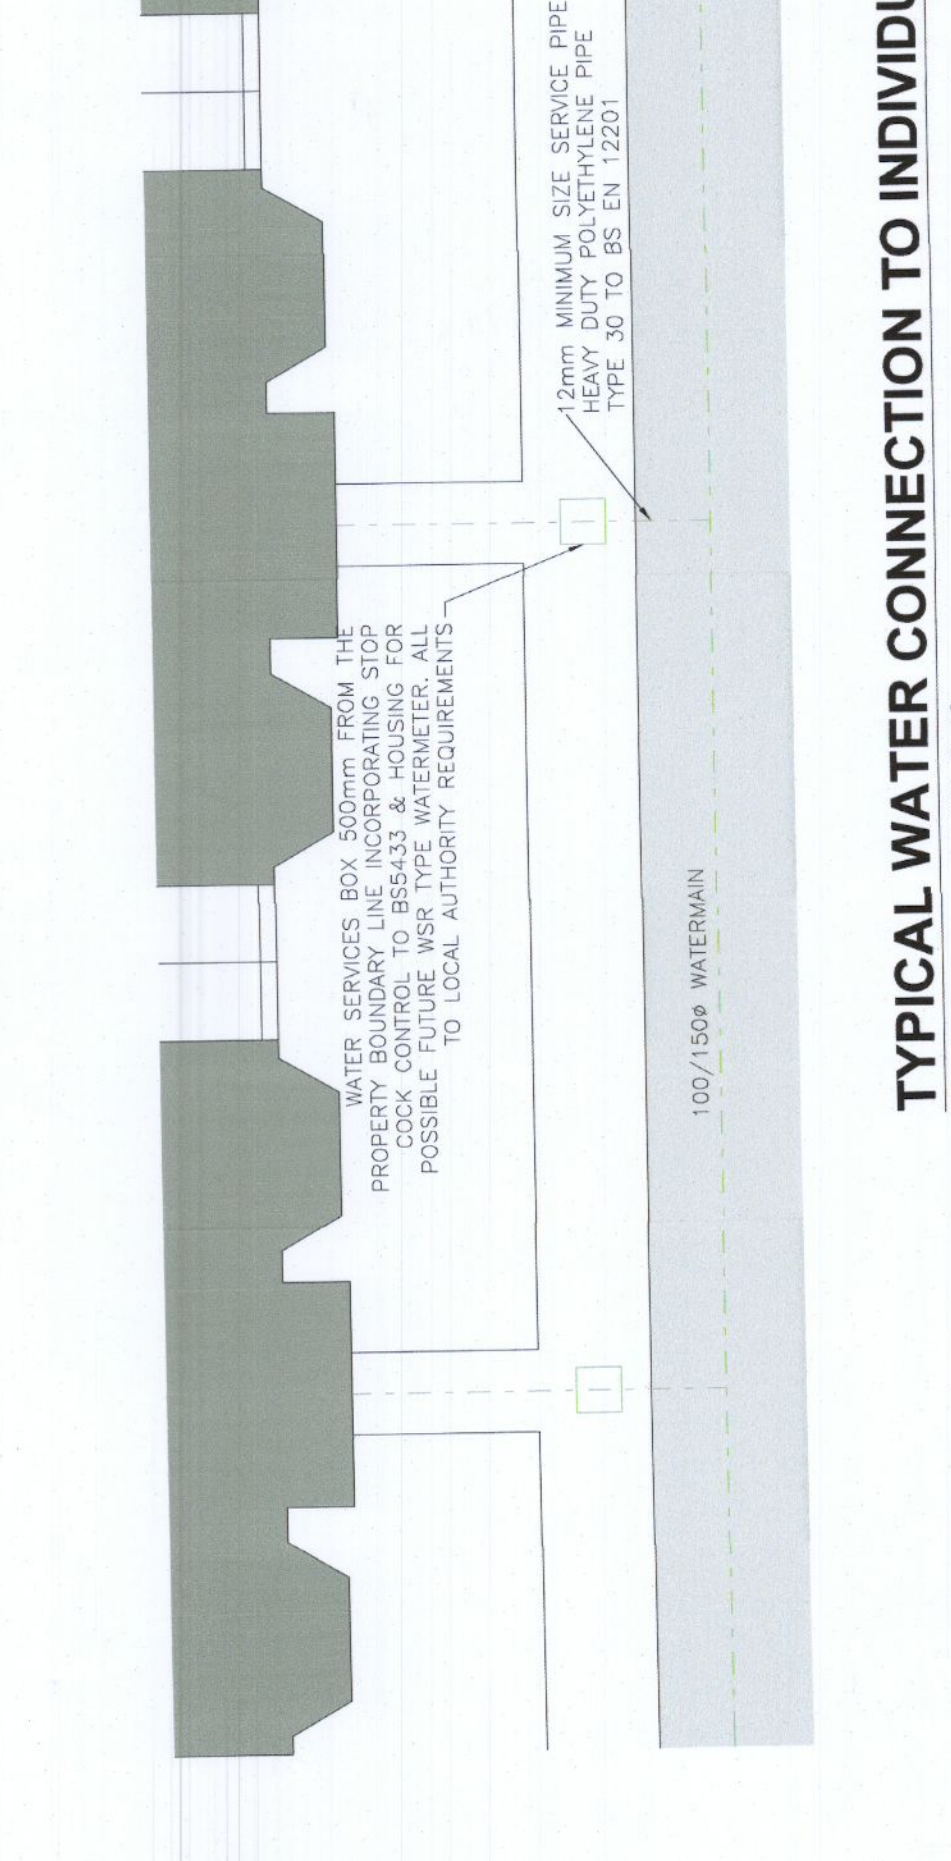 12mm MINIMUM SIZE SERVICE PIPE
HEAVY DUTY POLYETHYLENE PIPE
TYPE 30 TO BS EN 12201
WATER SERVICES BOX 500mm FROM THE
PROPERTY BOUNDARY LINE INCORPORATING STOP
COCK CONTROL TO BS5433 & HOUSING FOR
POSSIBLE FUTURE WSR TYPE WATERMETER. ALL
TO LOCAL AUTHORITY REQUIREMENTS
100/150ø WATERMAIN
TYPICAL WATER CONNECTION TO INDIVIDU